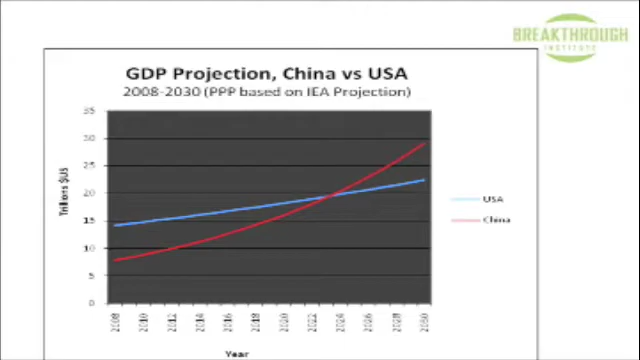 BREAKTHROUGH
INSTITUTE
GDP Projection, China vs USA
2008-2030 (PPP based on IEA Projection)
Trillions $US
35
30
25
20
15
10
5
0
USA
China
2008
2010
2012
2014
2016
2018
2020
2022
2024
2026
2028
2030
Year